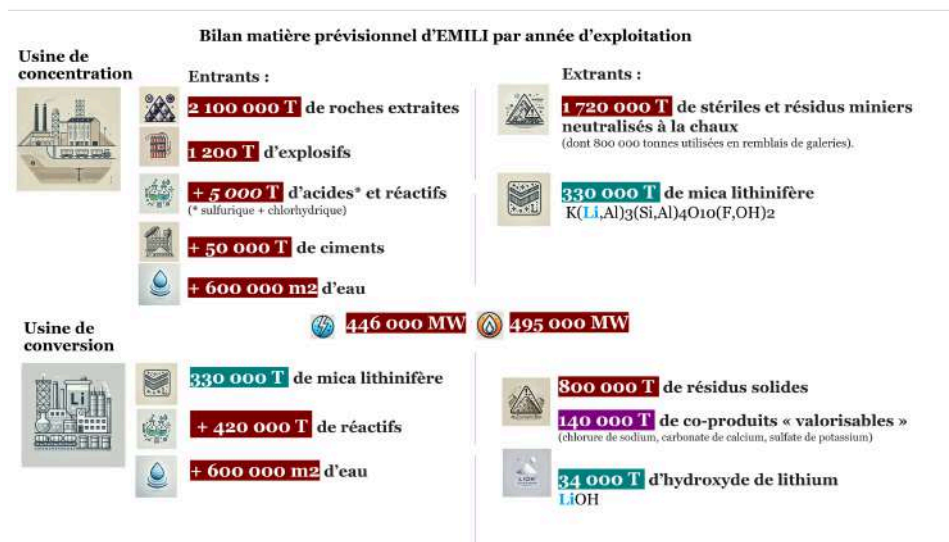 Bilan matière prévisionnel d'EMILI par année d'exploitation
Usine de
concentration
Entrants :
2 100 000 T de roches extraites
1 200 T d'explosifs
+ 5 000 T d'acides* et réactifs
(* sulfurique + chlorhydrique)
+ 50 000 T de ciments
+ 600 000 m2 d'eau
Extrants :
1 720 000 T de stériles et résidus miniers
neutralisés à la chaux
(dont 800 000 tonnes utilisées en remblais de galeries).
330 000 T de mica lithinifère
K(Li,Al)3(Si,Al)4O10(F,OH)2
446 000 MW 495 000 MW
Usine de
conversion
330 000 T de mica lithinifère
+ 420 000 T de réactifs
+ 600 000 m2 d'eau
800 000 T de résidus solides
140 000 T de co-produits « valorisables »
(chlorure de sodium, carbonate de calcium, sulfate de potassium)
34 000 T d'hydroxyde de lithium
LiOH
Li